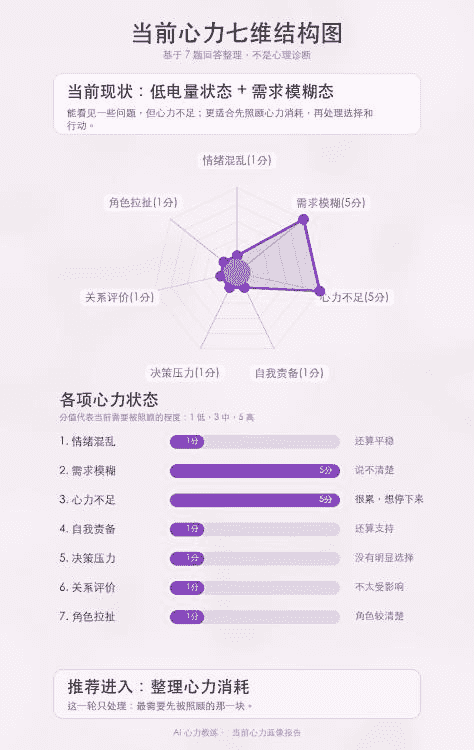 当前心力七维结构图
基于 7 题回答整理，不是心理诊断
当前现状：低电量状态 + 需求模糊态
能看见一些问题，但心力不足；更适合先照顾心力消耗，再处理选择和
行动。
情绪混乱(1分)
角色拉扯(1分)
需求模糊(5分)
关系评价(1分)
心力不足(5分)
决策压力(1分)
自我责备(1分)
各项心力状态
分值代表当前需要被照顾的程度：1 低，3 中，5 高
1. 情绪混乱 1分 还算平稳
2. 需求模糊 5分 说不清楚
3. 心力不足 5分 很累，想停下来
4. 自我责备 1分 还算支持
5. 决策压力 1分 没有明显选择
6. 关系评价 1分 不太受影响
7. 角色拉扯 1分 角色较清楚
推荐进入：整理心力消耗
这一轮只处理：最需要先被照顾的那一块。
AI 心力教练 · 当前心力画像报告